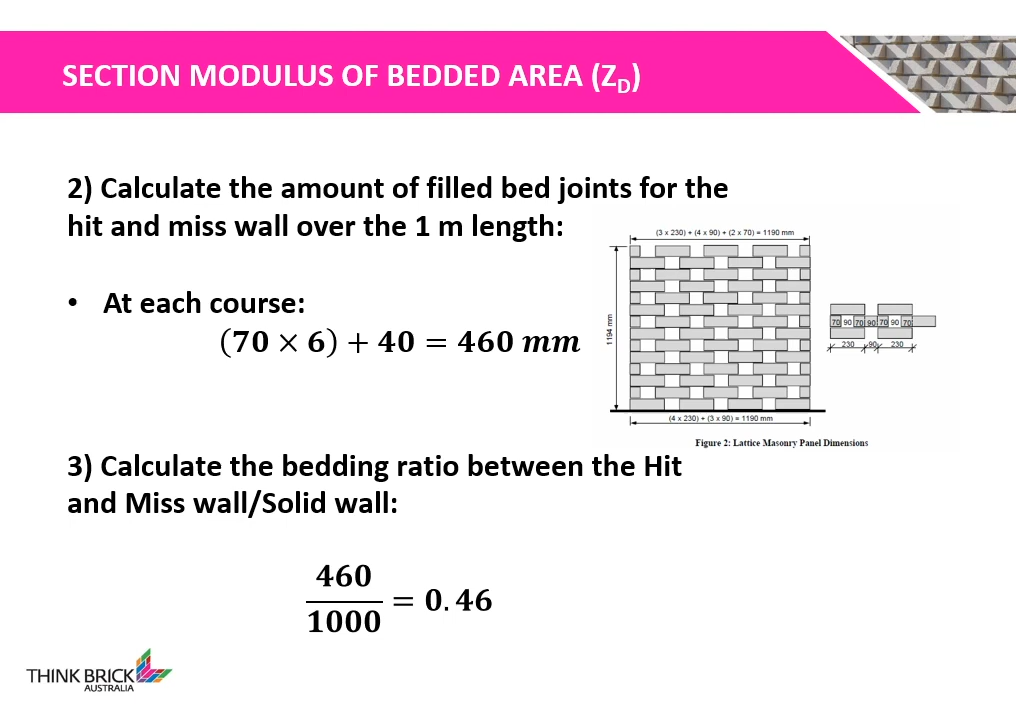 SECTION MODULUS OF BEDDED AREA (Z_D)
2) Calculate the amount of filled bed joints for the
hit and miss wall over the 1 m length:
• At each course:
(70 × 6) + 40 = 460 mm
(3 x 230) + (4 x 90) + (2 x 70) = 1190 mm
1194 mm
70 90 70 90 70 90 70
230 90 230
(4 x 230) + (3 x 90) = 1190 mm
Figure 2: Lattice Masonry Panel Dimensions
3) Calculate the bedding ratio between the Hit
and Miss wall/Solid wall:
460
1000
= 0.46
THINK BRICK
AUSTRALIA